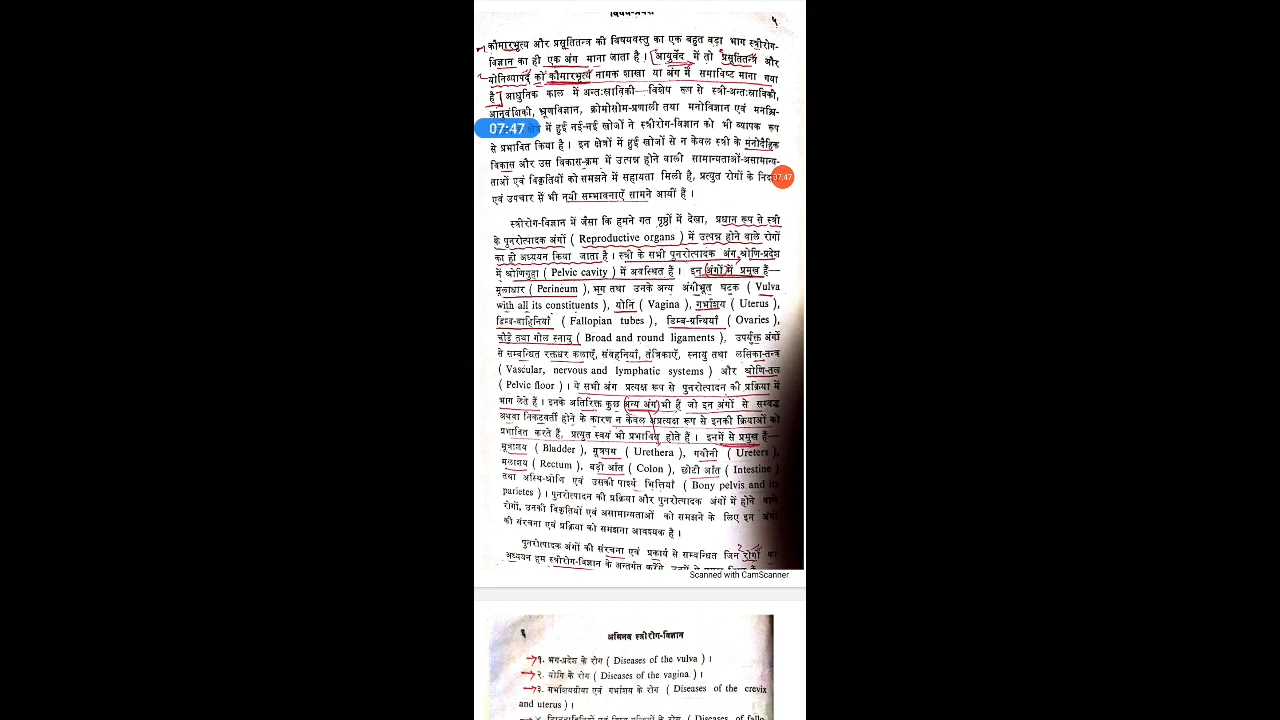 विषय-प्रवेश
५
कौमारभृत्य और प्रसूतितन्त्र की विषयवस्तु का एक बहुत बड़ा भाग स्त्रीरोग-
विज्ञान का ही एक अंग माना जाता है । आयुर्वेद में तो प्रसूतितन्त्र और
योनिव्यापद् को कौमारभृत्य नामक शाखा या अंग में समाविष्ट माना गया
है । आधुनिक काल में अन्तःस्राविकी—विशेष रूप से स्त्री-अन्तःस्राविकी,
आनुवंशिकी, भ्रूणविज्ञान, क्रोमोसोम-प्रणाली तथा मनोविज्ञान एवं
07:47
में हुई नई-नई खोजों ने स्त्रीरोग-विज्ञान को भी व्यापक रूप
से प्रभावित किया है । इन क्षेत्रों में हुई खोजों से न केवल स्त्री के मनोदैहिक
विकास और उस विकास-क्रम में उत्पन्न होने वाली सामान्यताओं-असामान्य-
ताओं एवं विकृतियों को समझने में सहायता मिली है, प्रत्युत रोगों के
07:47
एवं उपचार में भी नयी सम्भावनाएँ सामने आयीं हैं ।
स्त्रीरोग-विज्ञान में जैसा कि हमने गत पृष्ठों में देखा, प्रधान रूप से स्त्री
के पुनरोत्पादक अंगों ( Reproductive organs ) में उत्पन्न होने वाले रोगों
का ही अध्ययन किया जाता है । स्त्री के सभी पुनरोत्पादक अंग श्रोणि-प्रदेश
में श्रोणिगुहा ( Pelvic cavity ) में अवस्थित हैं । इन अंगों में प्रमुख हैं—
मूलाधार ( Perineum ), भग तथा उनके अन्य अंगीभूत घटक ( Vulva
with all its constituents ), योनि ( Vagina ), गर्भाशय ( Uterus ),
डिम्ब-वाहिनियाँ ( Fallopian tubes ), डिम्ब-ग्रन्थियाँ ( Ovaries ),
चौड़े तथा गोल स्नायु ( Broad and round ligaments ), उपर्युक्त अंगों
से सम्बन्धित रक्तधर कलाएँ, संवहनियाँ, तंत्रिकाएँ, स्नायु तथा लसिका-तन्त्र
( Vascular, nervous and lymphatic systems ) और श्रोणि-तल
( Pelvic floor ) । ये सभी अंग प्रत्यक्ष रूप से पुनरोत्पादन की प्रक्रिया में
भाग लेते हैं । इनके अतिरिक्त कुछ अन्य अंग भी हैं जो इन अंगों से सम्बद्ध
अथवा निकटवर्ती होने के कारण न केवल अप्रत्यक्ष रूप से इनकी क्रियाओं को
प्रभावित करते हैं, प्रत्युत स्वयं भी प्रभावित होते हैं । इनमें से प्रमुख हैं—
मूत्राशय ( Bladder ), मूत्रपथ ( Urethera ), गवीनी ( Ureters ),
मलाशय ( Rectum ), बड़ी आंत ( Colon ), छोटी आंत ( Intestine )
तथा अस्थि-श्रोणि एवं उसकी पार्श्व भित्तियाँ ( Bony pelvis and its
parietes ) । पुनरोत्पादन की प्रक्रिया और पुनरोत्पादक अंगों में होने वाले
रोगों, उनकी विकृतियों एवं असामान्यताओं को समझने के लिए इन अंगों
की संरचना एवं प्रक्रिया को समझना आवश्यक है ।
पुनरोत्पादक अंगों की संरचना एवं प्रकार्य से सम्बन्धित जिन रोगों का
अध्ययन हम स्त्रीरोग-विज्ञान के अन्तर्गत करेंगे
Scanned with CamScanner
६
अभिनव स्त्रीरोग-विज्ञान
१. भग-प्रदेश के रोग ( Diseases of the vulva ) ।
२. योनि के रोग ( Diseases of the vagina ) ।
३. गर्भाशयग्रीवा एवं गर्भाशय के रोग ( Diseases of the crevix
and uterus ) ।